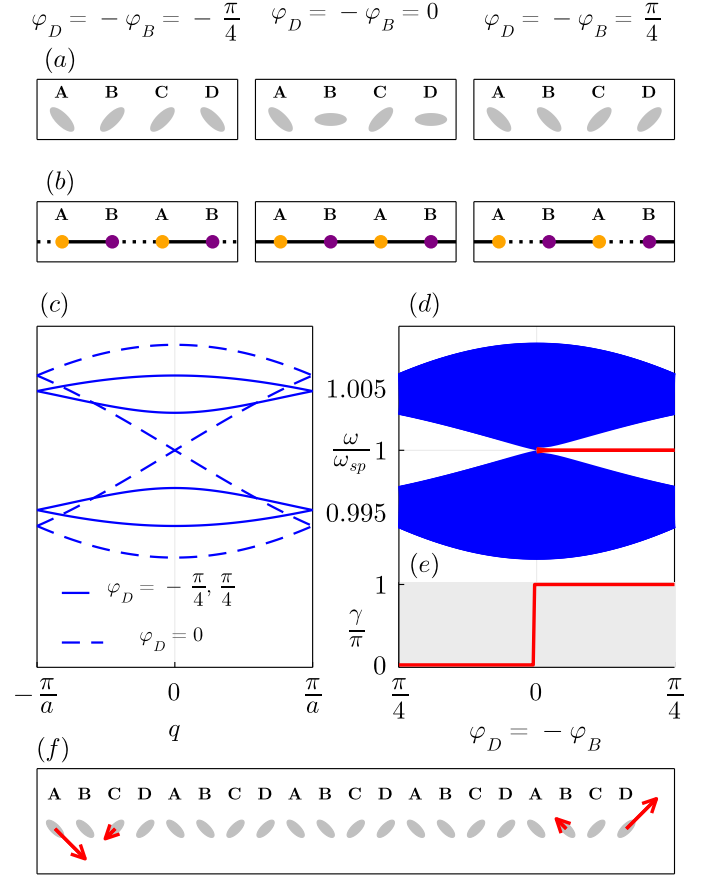 φ_D = − φ_B = − π/4 φ_D = − φ_B = 0 φ_D = − φ_B = π/4
(a)
A B C D A B C D A B C D
(b)
A B A B A B A B A B A B
(c) (d)
1.005
ω/ω_sp 1
0.995
(e)
φ_D = − π/4, π/4
φ_D = 0
1
γ/π
0
− π/a 0 π/a π/4 0 π/4
q φ_D = − φ_B
(f)
A B C D A B C D A B C D A B C D A B C D